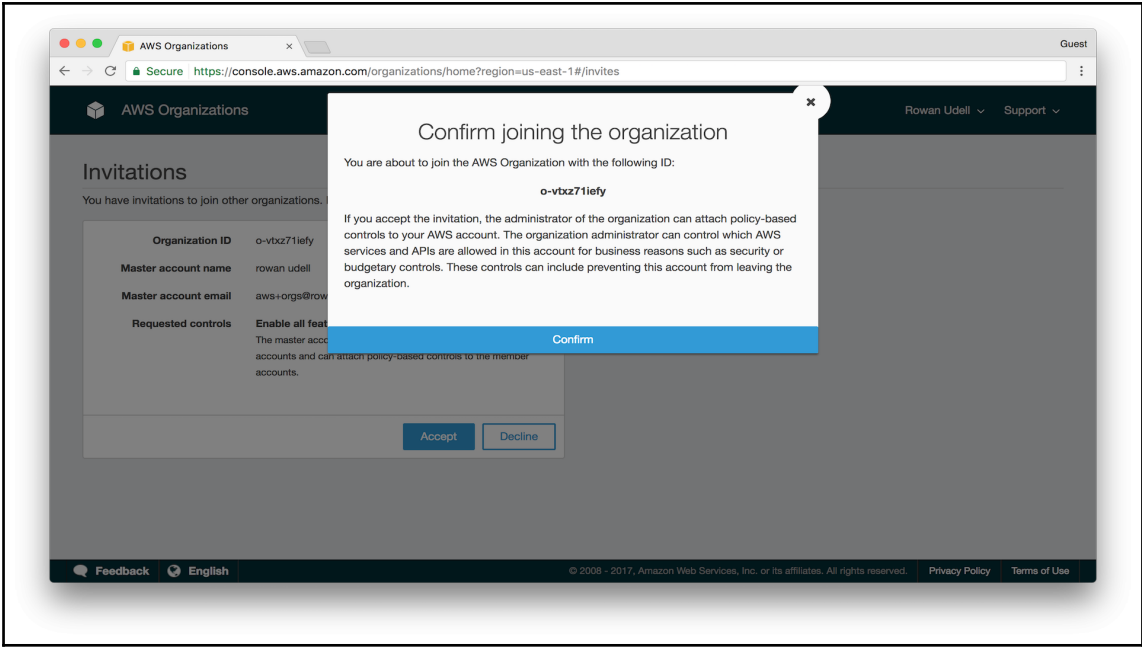 AWS Organizations
Guest
Secure https://console.aws.amazon.com/organizations/home?region=us-east-1#/invites
AWS Organizations
Rowan Udell
Support
Confirm joining the organization
You are about to join the AWS Organization with the following ID:
o-vtxz71iefy
If you accept the invitation, the administrator of the organization can attach policy-based
controls to your AWS account. The organization administrator can control which AWS
services and APIs are allowed in this account for business reasons such as security or
budgetary controls. These controls can include preventing this account from leaving the
organization.
Confirm
Invitations
You have invitations to join other organizations.
Organization ID o-vtxz71iefy
Master account name rowan udell
Master account email aws+orgs@row
Requested controls Enable all feat
The master acco
accounts and can attach policy-based controls to the member
accounts.
Accept Decline
Feedback English
© 2008 - 2017, Amazon Web Services, Inc. or its affiliates. All rights reserved. Privacy Policy Terms of Use